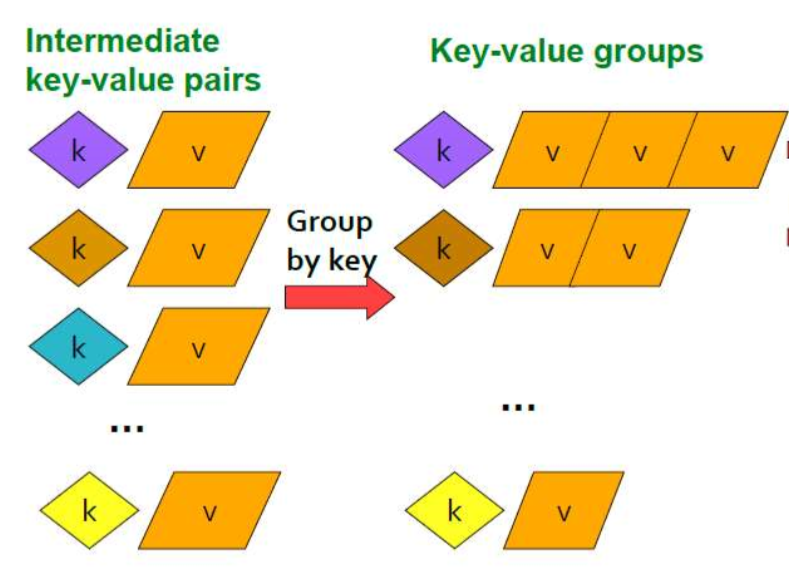 Intermediate
key-value pairs
Key-value groups
k v
k v v v
k v
k v v
Group
by key
k v
...
...
k v
k v